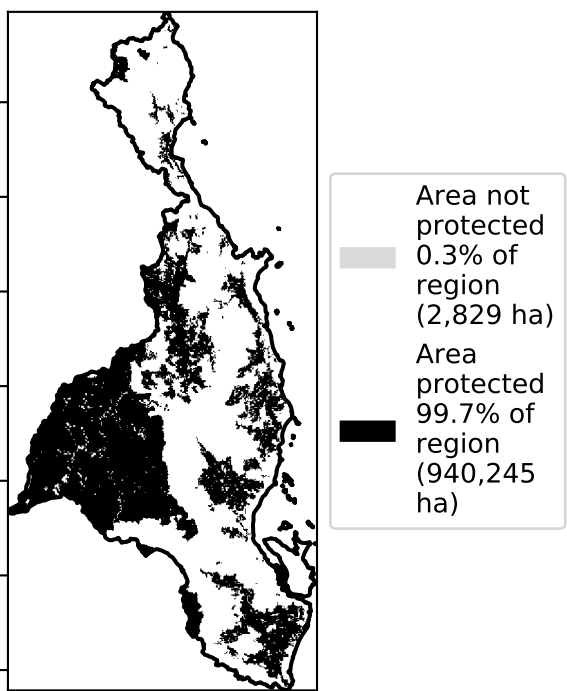 Area not
protected
0.3% of
region
(2,829 ha)
Area
protected
99.7% of
region
(940,245
ha)